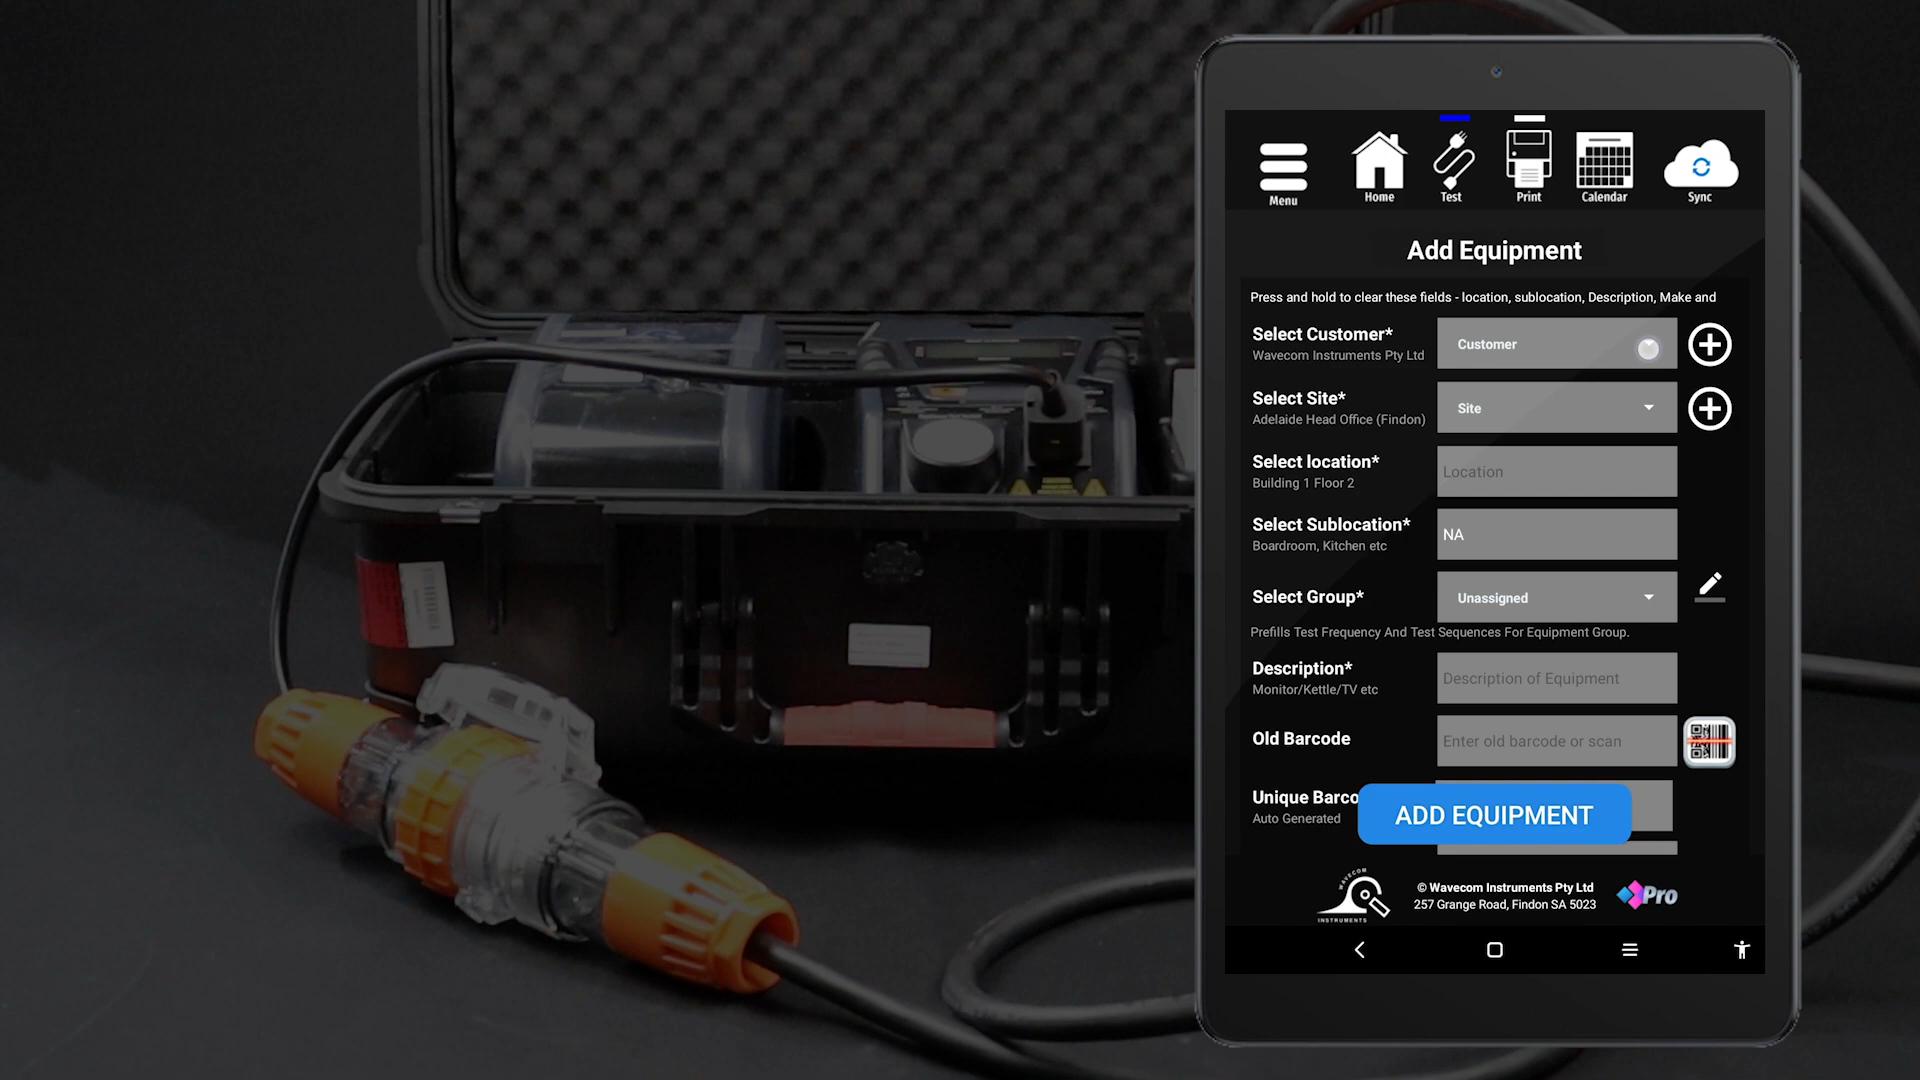 Menu
Home
Test
Print
Calendar
Sync
Add Equipment
Press and hold to clear these fields - location, sublocation, Description, Make and
Select Customer*
Wavecom Instruments Pty Ltd
Customer
Select Site*
Adelaide Head Office (Findon)
Site
Select location*
Building 1 Floor 2
Location
Select Sublocation*
Boardroom, Kitchen etc
NA
Select Group*
Unassigned
Prefills Test Frequency And Test Sequences For Equipment Group.
Description*
Monitor/Kettle/TV etc
Description of Equipment
Old Barcode
Enter old barcode or scan
Unique Barco
Auto Generated
ADD EQUIPMENT
WAVECOM
INSTRUMENTS
© Wavecom Instruments Pty Ltd
257 Grange Road, Findon SA 5023
Pro